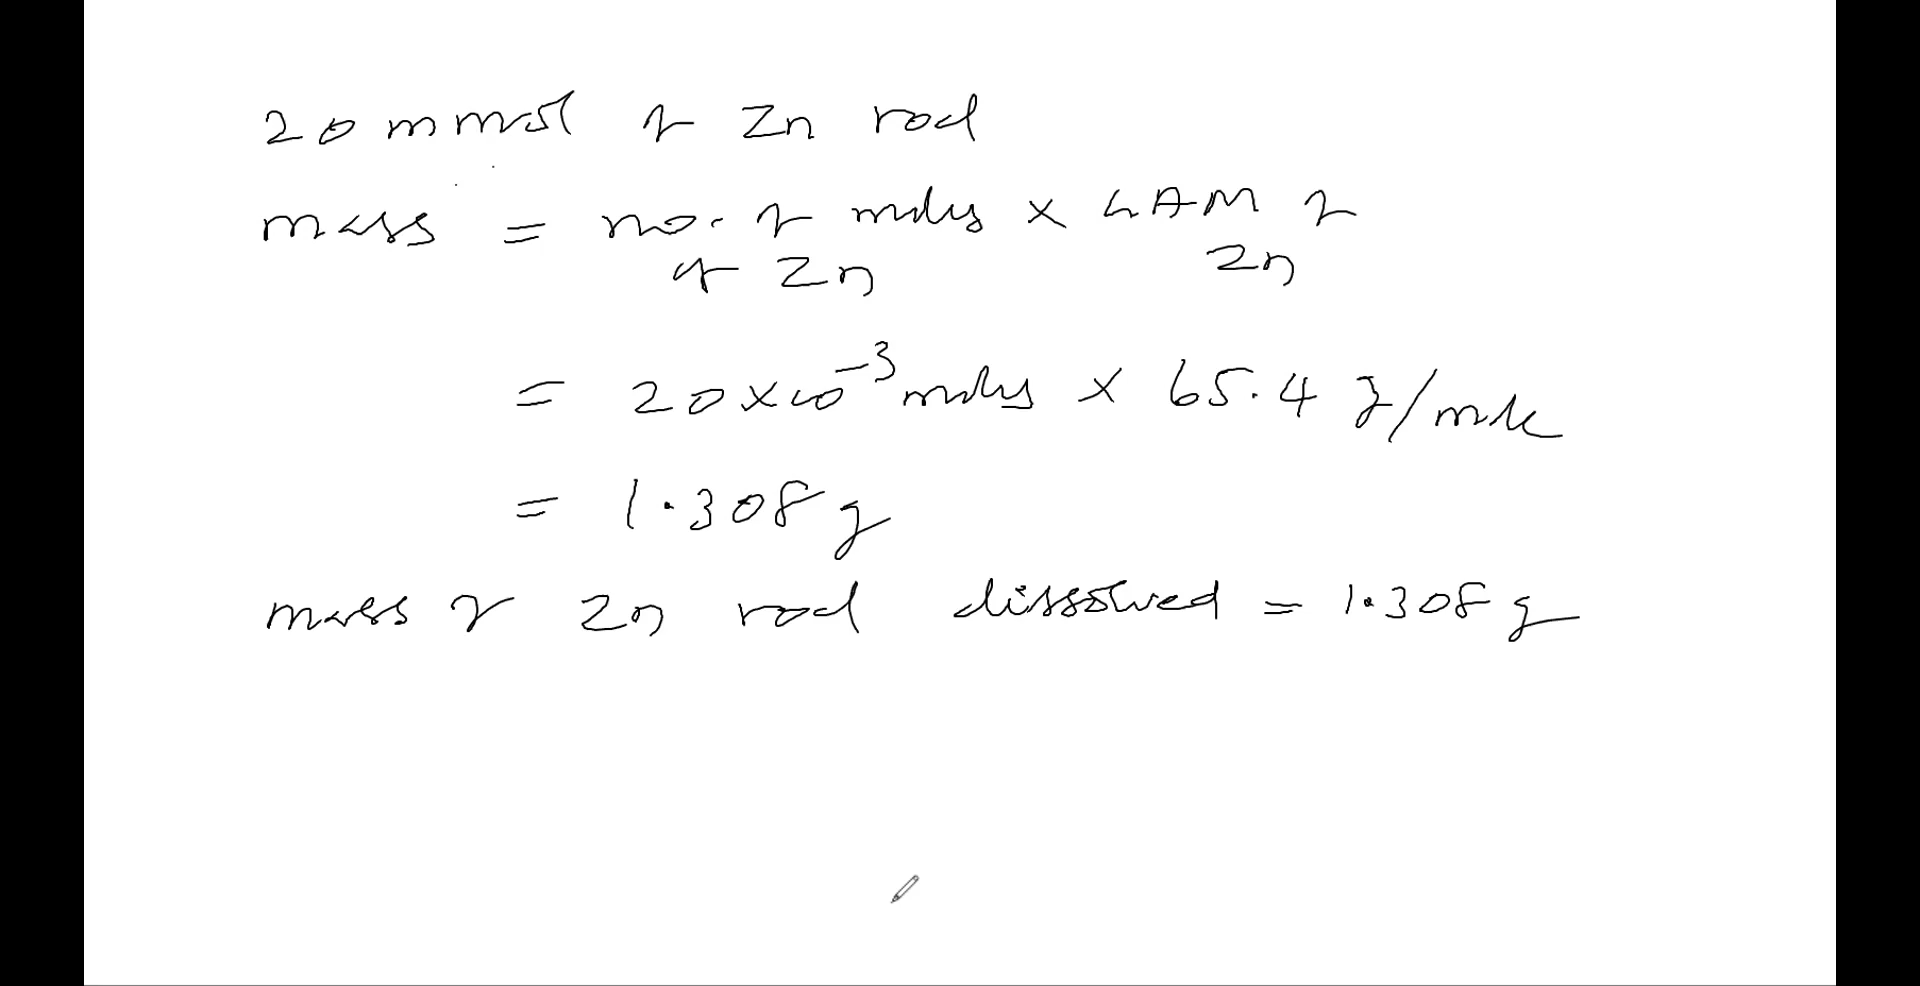 20 mmol of Zn rod
mass = no. of moles × GAM of
of Zn Zn
= 20×10⁻³ moles × 65.4 g/mole
= 1.308 g
mass of Zn rod dissolved = 1.308 g